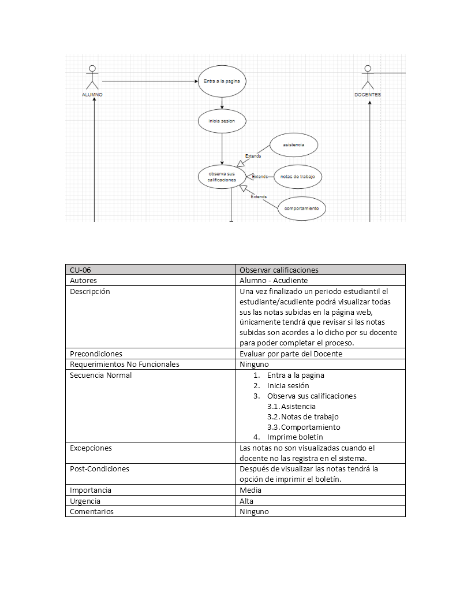 Entra a la pagina
ALUMNO
DOCENTES
inicia sesion
asistencia
Extends
observa sus
calificaciones
Extends
notas de trabajo
Extends
comportamiento
CU-06 Observar calificaciones
Autores Alumno - Acudiente
Descripción Una vez finalizado un periodo estudiantil el
estudiante/acudiente podrá visualizar todas
sus las notas subidas en la página web,
únicamente tendrá que revisar si las notas
subidas son acordes a lo dicho por su docente
para poder completar el proceso.
Precondiciones Evaluar por parte del Docente
Requerimientos No Funcionales Ninguno
Secuencia Normal 1. Entra a la pagina
2. Inicia sesión
3. Observa sus calificaciones
3.1. Asistencia
3.2. Notas de trabajo
3.3. Comportamiento
4. Imprime boletín
Excepciones Las notas no son visualizadas cuando el
docente no las registra en el sistema.
Post-Condiciones Después de visualizar las notas tendrá la
opción de imprimir el boletín.
Importancia Media
Urgencia Alta
Comentarios Ninguno